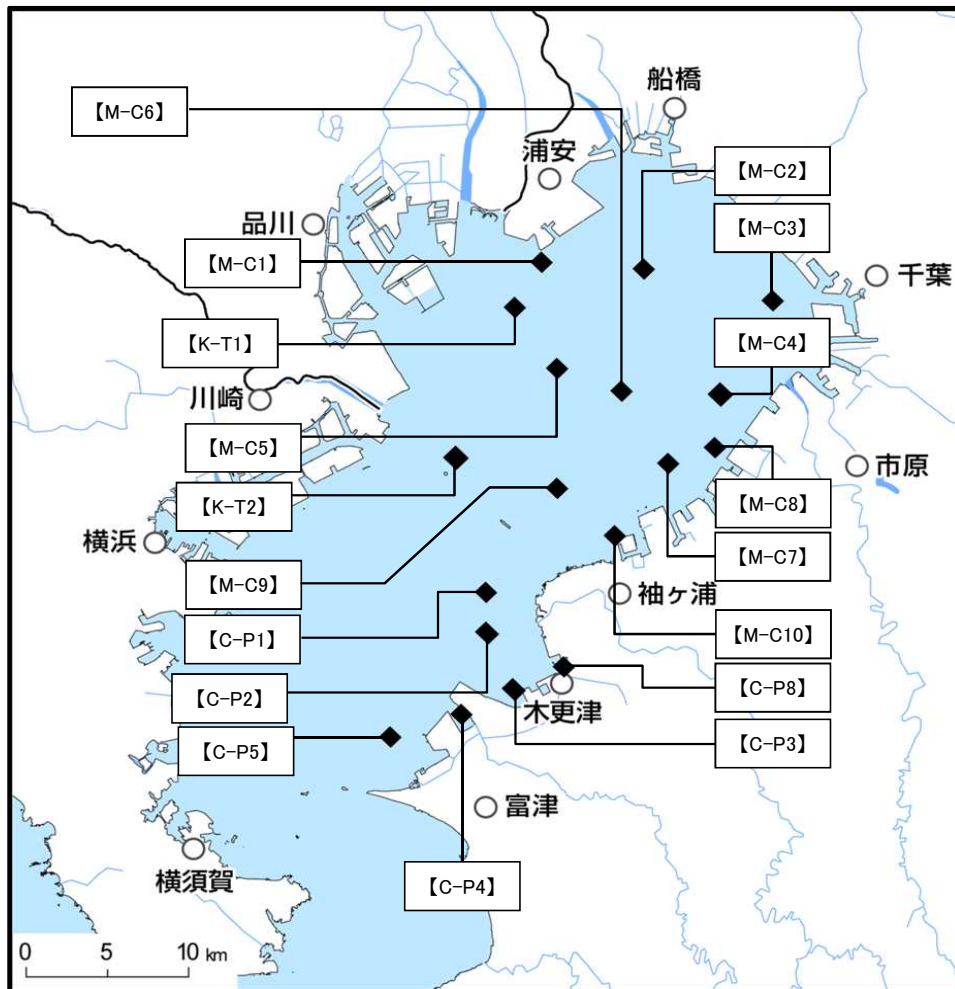 船橋
【M-C6】
浦安
【M-C2】
品川
【M-C3】
【M-C1】
千葉
【K-T1】
【M-C4】
川崎
【M-C5】
市原
【K-T2】
【M-C8】
横浜
【M-C7】
【M-C9】
袖ヶ浦
【C-P1】
【M-C10】
【C-P2】
【C-P8】
木更津
【C-P5】
【C-P3】
富津
横須賀
【C-P4】
0 5 10 km